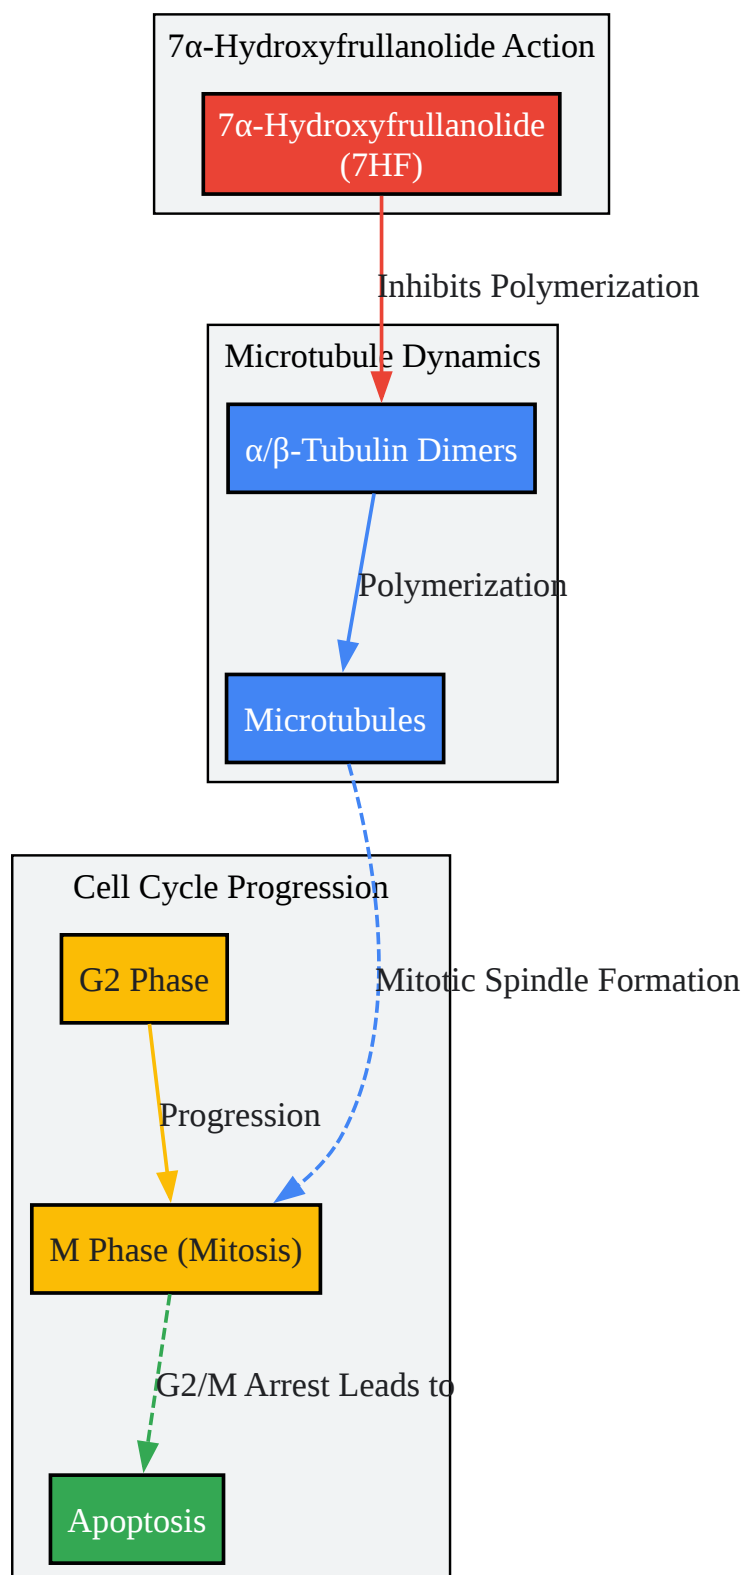 7α-Hydroxyfrullanolide Action
7α-Hydroxyfrullanolide
(7HF)
Inhibits Polymerization
Microtubule Dynamics
α/β-Tubulin Dimers
Polymerization
Microtubules
Cell Cycle Progression
G2 Phase
Mitotic Spindle Formation
Progression
M Phase (Mitosis)
G2/M Arrest Leads to
Apoptosis